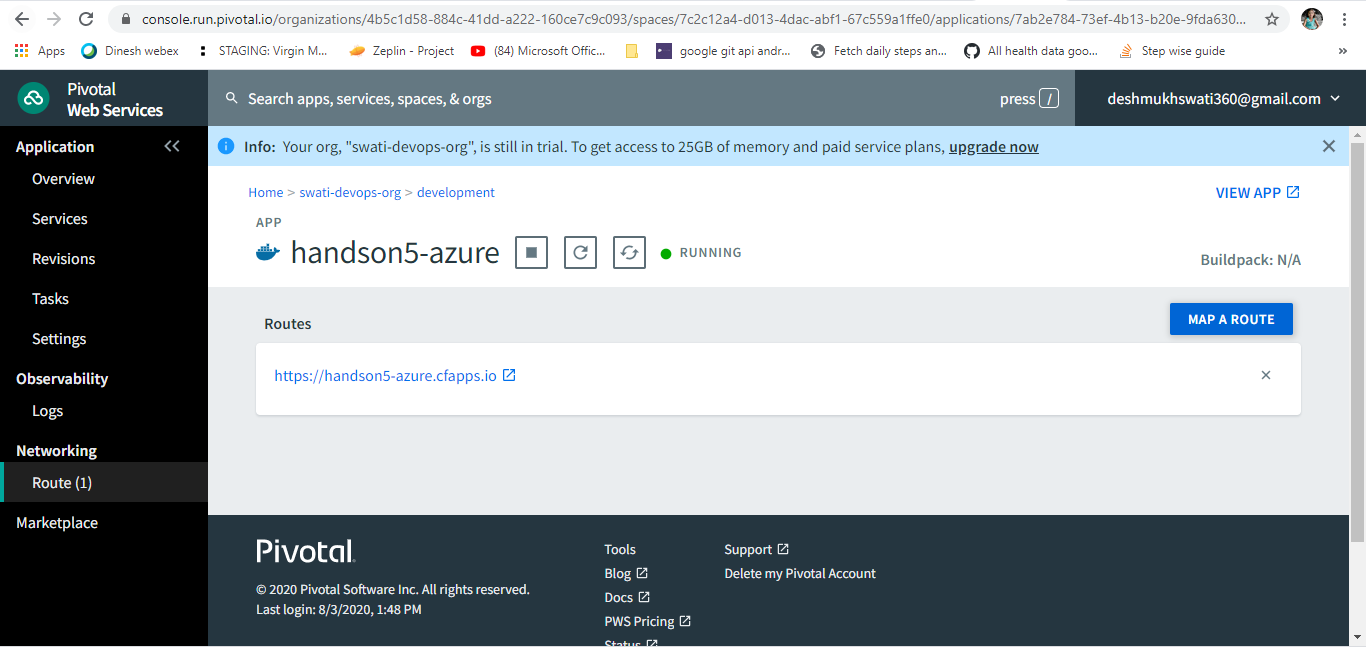 console.run.pivotal.io/organizations/4b5c1d58-884c-41dd-a222-160ce7c9c093/spaces/7c2c12a4-d013-4dac-abf1-67c559a1ffe0/applications/7ab2e784-73ef-4b13-b20e-9fda630...
Apps Dinesh webex STAGING: Virgin M... Zeplin - Project (84) Microsoft Offic... google git api andr... Fetch daily steps an... All health data goo... Step wise guide »
Pivotal
Web Services
Search apps, services, spaces, & orgs press / deshmukhswati360@gmail.com
Application
Overview
Services
Revisions
Tasks
Settings
Observability
Logs
Networking
Route (1)
Marketplace
Info: Your org, "swati-devops-org", is still in trial. To get access to 25GB of memory and paid service plans, upgrade now
Home > swati-devops-org > development
VIEW APP
APP
handson5-azure RUNNING
Buildpack: N/A
Routes
MAP A ROUTE
https://handson5-azure.cfapps.io
Pivotal.
© 2020 Pivotal Software Inc. All rights reserved.
Last login: 8/3/2020, 1:48 PM
Tools
Blog
Docs
PWS Pricing
Status
Support
Delete my Pivotal Account